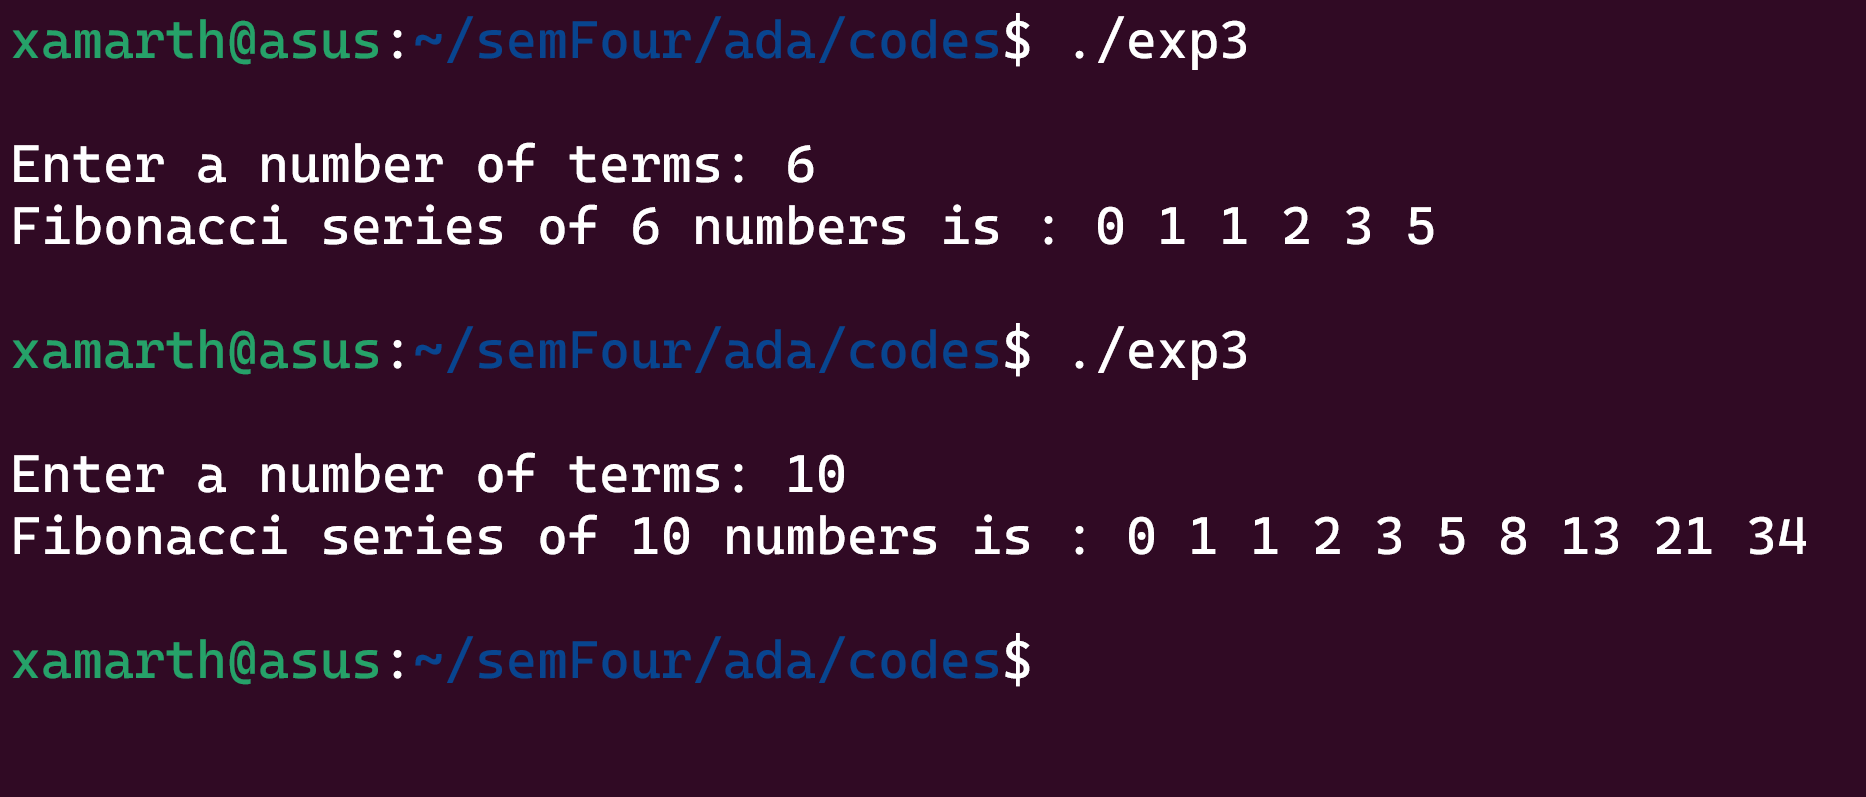 xamarth@asus:~/semFour/ada/codes$ ./exp3
Enter a number of terms: 6
Fibonacci series of 6 numbers is : 0 1 1 2 3 5
xamarth@asus:~/semFour/ada/codes$ ./exp3
Enter a number of terms: 10
Fibonacci series of 10 numbers is : 0 1 1 2 3 5 8 13 21 34
xamarth@asus:~/semFour/ada/codes$